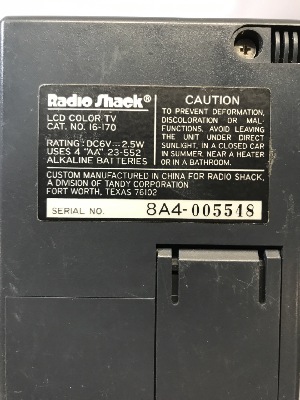 Radio Shack®
LCD COLOR TV
CAT. NO. 16-170
RATING: DC6V⎓2.5W
USES 4 "AA" 23-552
ALKALINE BATTERIES
CAUTION
TO PREVENT DEFORMATION,
DISCOLORATION OR MAL-
FUNCTIONS, AVOID LEAVING
THE UNIT UNDER DIRECT
SUNLIGHT, IN A CLOSED CAR
IN SUMMER, NEAR A HEATER
OR IN A BATHROOM.
CUSTOM MANUFACTURED IN CHINA FOR RADIO SHACK,
A DIVISION OF TANDY CORPORATION
FORT WORTH, TEXAS 76102
SERIAL NO. 8A4-005548